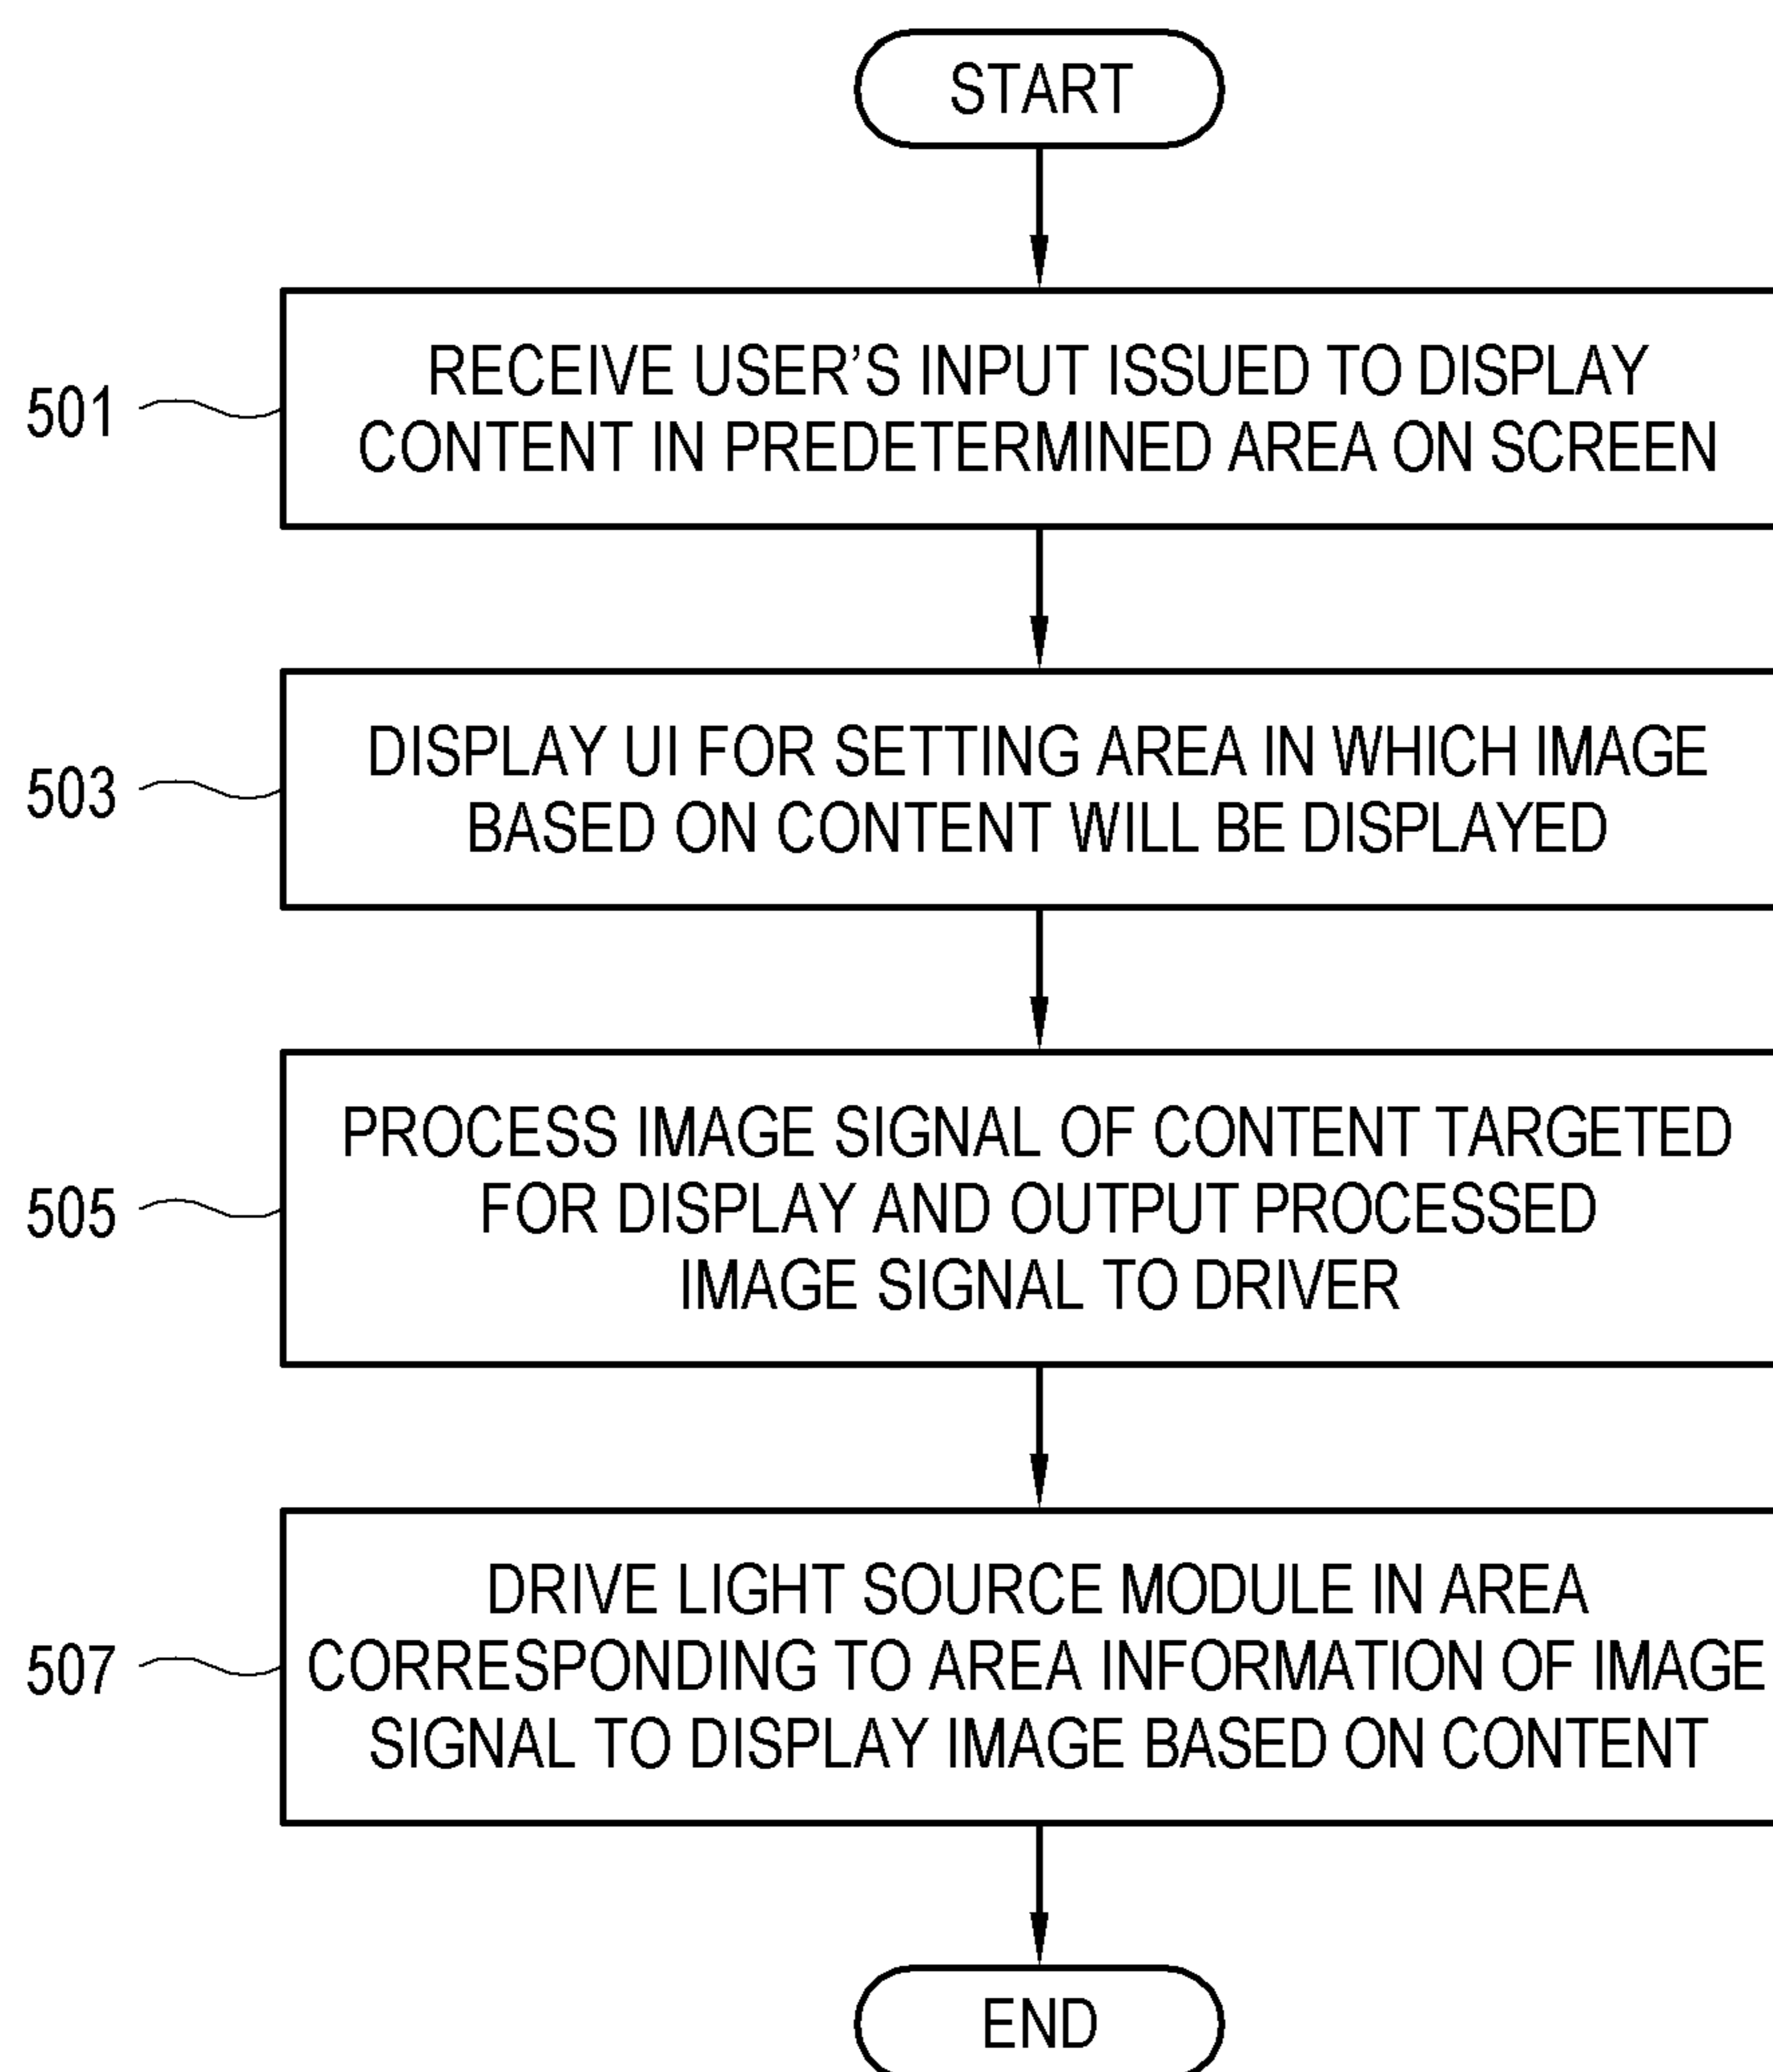 START
501
RECEIVE USER’S INPUT ISSUED TO DISPLAY
CONTENT IN PREDETERMINED AREA ON SCREEN
503
DISPLAY UI FOR SETTING AREA IN WHICH IMAGE
BASED ON CONTENT WILL BE DISPLAYED
505
PROCESS IMAGE SIGNAL OF CONTENT TARGETED
FOR DISPLAY AND OUTPUT PROCESSED
IMAGE SIGNAL TO DRIVER
507
DRIVE LIGHT SOURCE MODULE IN AREA
CORRESPONDING TO AREA INFORMATION OF IMAGE
SIGNAL TO DISPLAY IMAGE BASED ON CONTENT
END